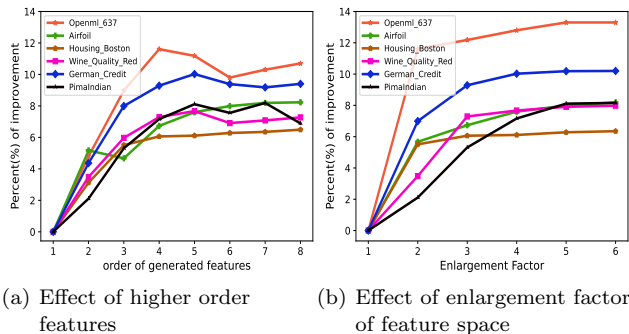 14
12
10
8
6
4
2
0
Percent(%) of improvement
Openml_637
Airfoil
Housing_Boston
Wine_Quality_Red
German_Credit
PimaIndian
1 2 3 4 5 6 7 8
order of generated features
(a) Effect of higher order
features
14
12
10
8
6
4
2
0
Percent(%) of improvement
Openml_637
Airfoil
Housing_Boston
Wine_Quality_Red
German_Credit
PimaIndian
1 2 3 4 5 6
Enlargement Factor
(b) Effect of enlargement factor
of feature space